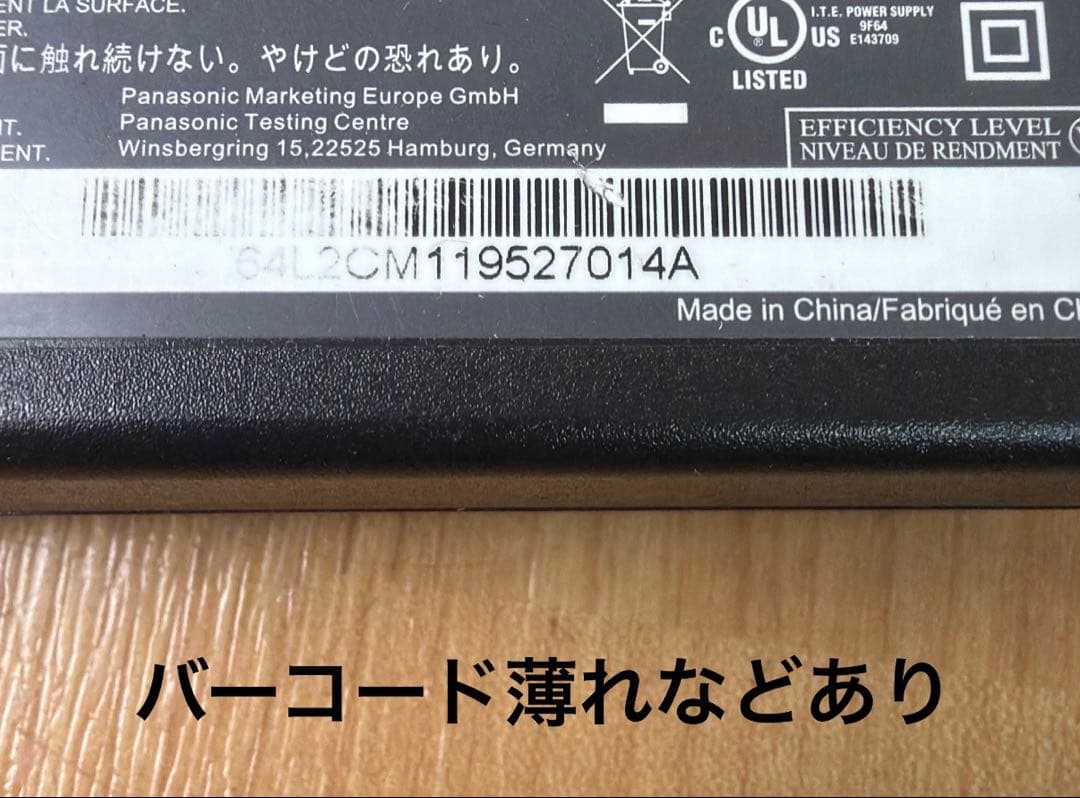 ENT LA SURFACE.
ER.
に触れ続けない。やけどの恐れあり。
Panasonic Marketing Europe GmbH
Panasonic Testing Centre
Winsbergring 15,22525 Hamburg, Germany
T.
ENT.
C UL US
®
LISTED
I.T.E. POWER SUPPLY
9F64
E143709
EFFICIENCY LEVEL
NIVEAU DE RENDMENT
64L2CM119527014A
Made in China/Fabriqué en
バーコード薄れなどあり